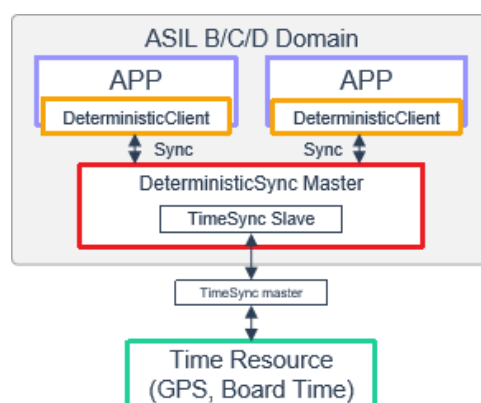 ASIL B/C/D Domain
APP
APP
DeterministicClient
DeterministicClient
Sync
Sync
DeterministicSync Master
TimeSync Slave
TimeSync master
Time Resource
(GPS, Board Time)